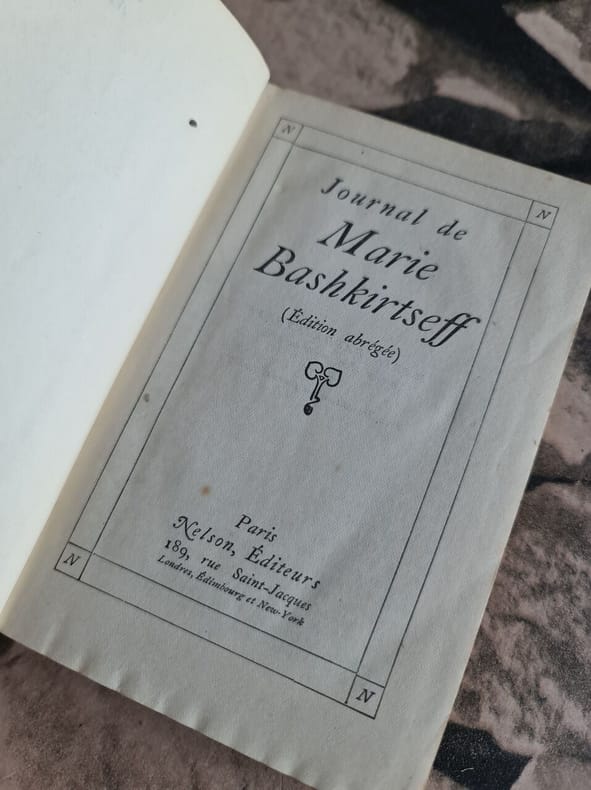 N
N
Journal de
Marie
Bashkirtseff
(Édition abrégée)
Paris
Nelson, Éditeurs
189, rue Saint-Jacques
Londres, Édimbourg et New-York
N
N